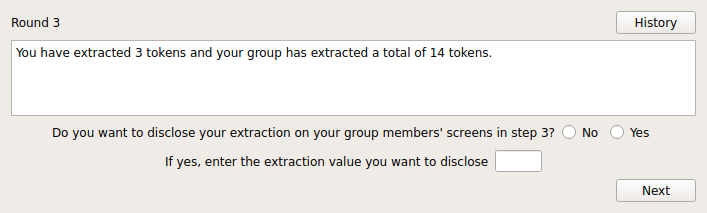 Round 3
History
You have extracted 3 tokens and your group has extracted a total of 14 tokens.
Do you want to disclose your extraction on your group members' screens in step 3? No Yes
If yes, enter the extraction value you want to disclose
Next